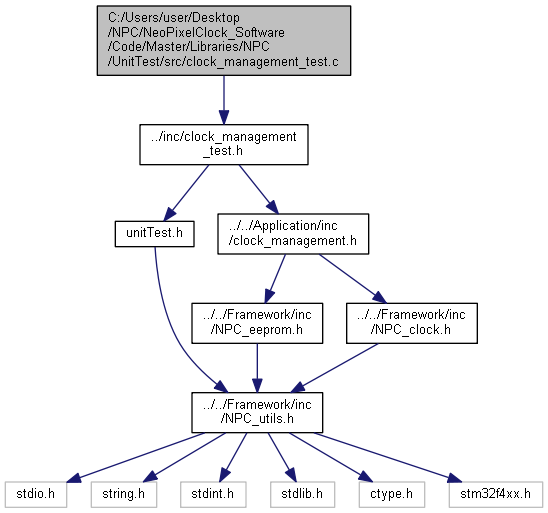 C:/Users/user/Desktop
/NPC/NeoPixelClock_Software
/Code/Master/Libraries/NPC
/UnitTest/src/clock_management_test.c
../inc/clock_management
_test.h
unitTest.h
../../Application/inc
/clock_management.h
../../Framework/inc
/NPC_eeprom.h
../../Framework/inc
/NPC_clock.h
../../Framework/inc
/NPC_utils.h
stdio.h
string.h
stdint.h
stdlib.h
ctype.h
stm32f4xx.h